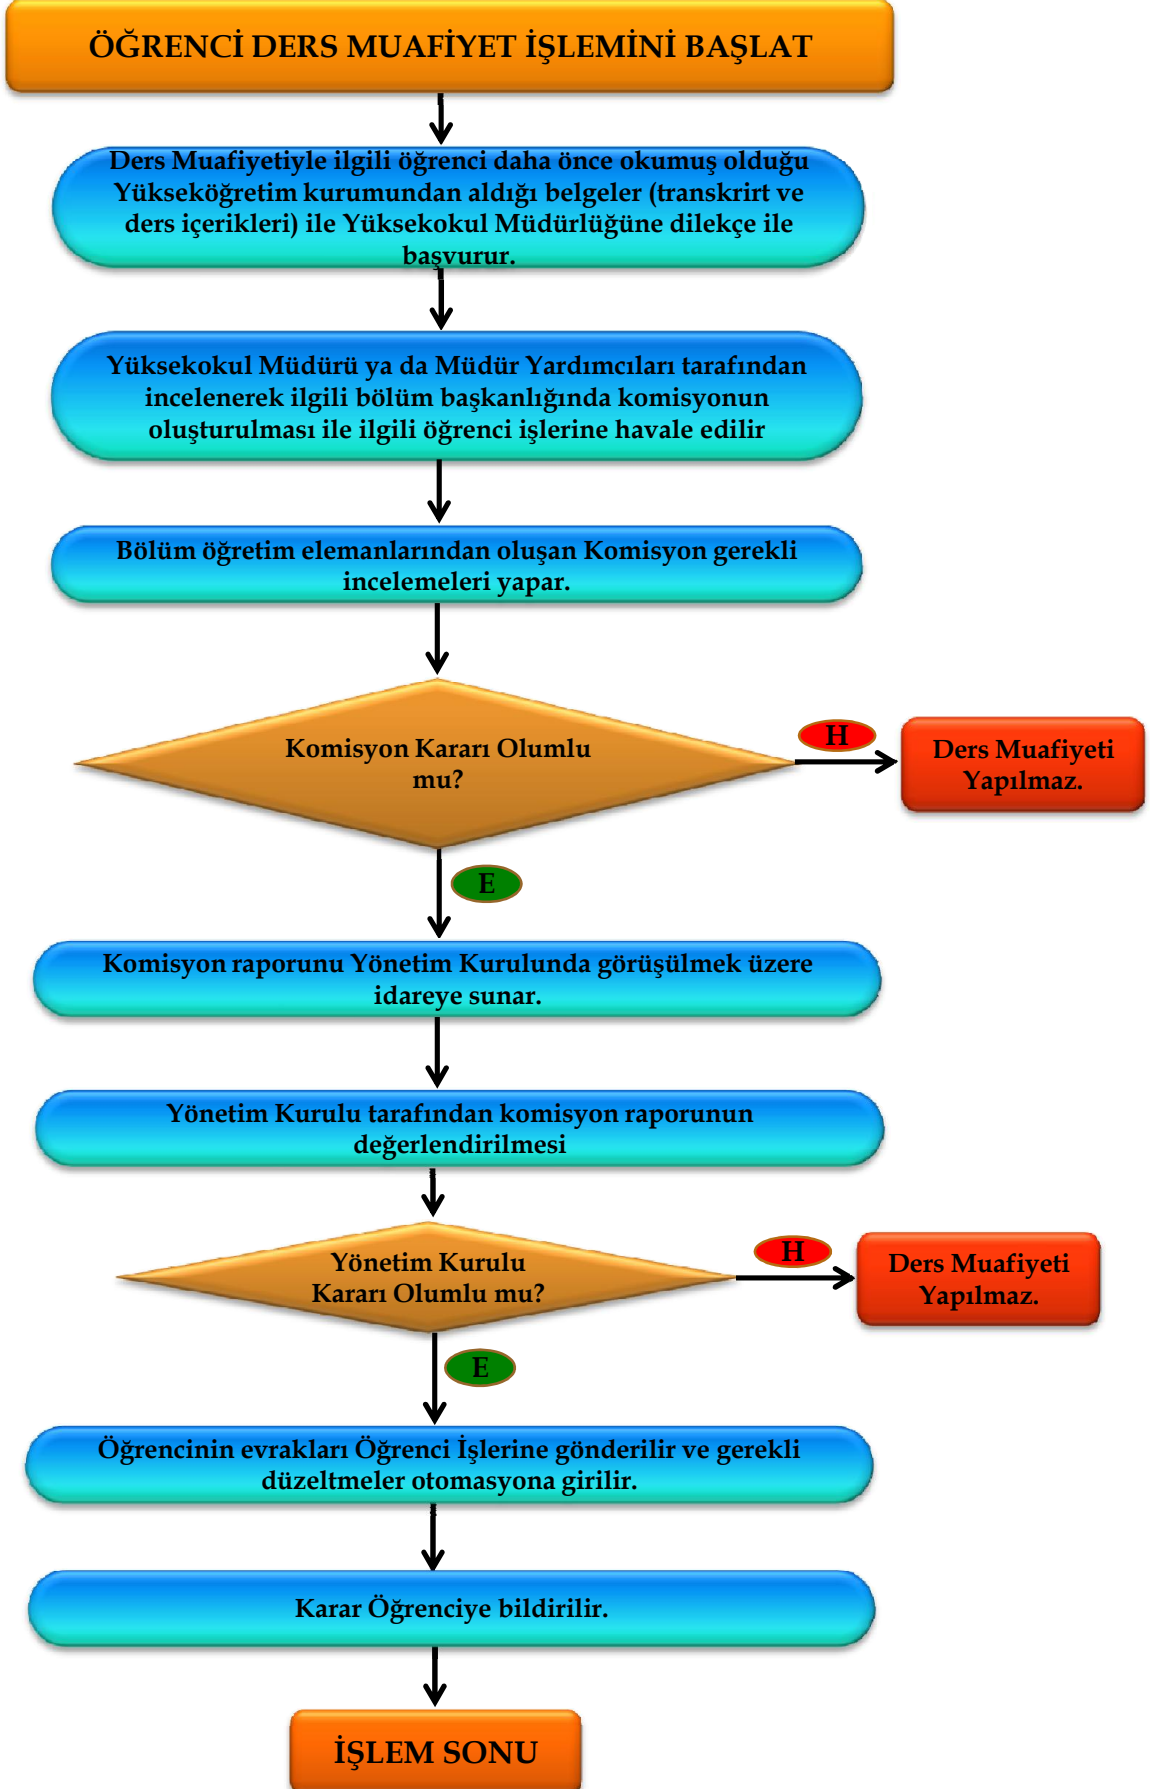 ÖĞRENCİ DERS MUAFİYET İŞLEMİNİ BAŞLAT
Ders Muafiyetiyle ilgili öğrenci daha önce okumuş olduğu
Yükseköğretim kurumundan aldığı belgeler (transkrirt ve
ders içerikleri) ile Yüksekokul Müdürlüğüne dilekçe ile
başvurur.
Yüksekokul Müdürü ya da Müdür Yardımcıları tarafından
incelenerek ilgili bölüm başkanlığında komisyonun
oluşturulması ile ilgili öğrenci işlerine havale edilir
Bölüm öğretim elemanlarından oluşan Komisyon gerekli
incelemeleri yapar.
Komisyon Kararı Olumlu
mu?
H
Ders Muafiyeti
Yapılmaz.
E
Komisyon raporunu Yönetim Kurulunda görüşülmek üzere
idareye sunar.
Yönetim Kurulu tarafından komisyon raporunun
değerlendirilmesi
Yönetim Kurulu
Kararı Olumlu mu?
H
Ders Muafiyeti
Yapılmaz.
E
Öğrencinin evrakları Öğrenci İşlerine gönderilir ve gerekli
düzeltmeler otomasyona girilir.
Karar Öğrenciye bildirilir.
İŞLEM SONU